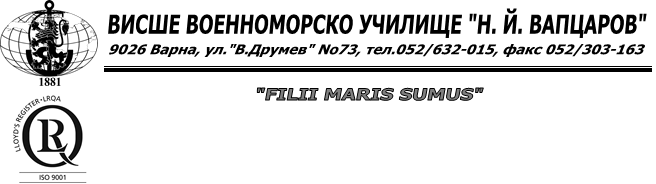 ВИСШЕ ВОЕННОМОРСКО УЧИЛИЩЕ "Н. Й. ВАПЦАРОВ"
9026 Варна, ул."В.Друмев" No73, тел.052/632-015, факс 052/303-163
1881
"FILII MARIS SUMUS"
LLOYD'S REGISTER • LRQA
LRQ
ISO 9001